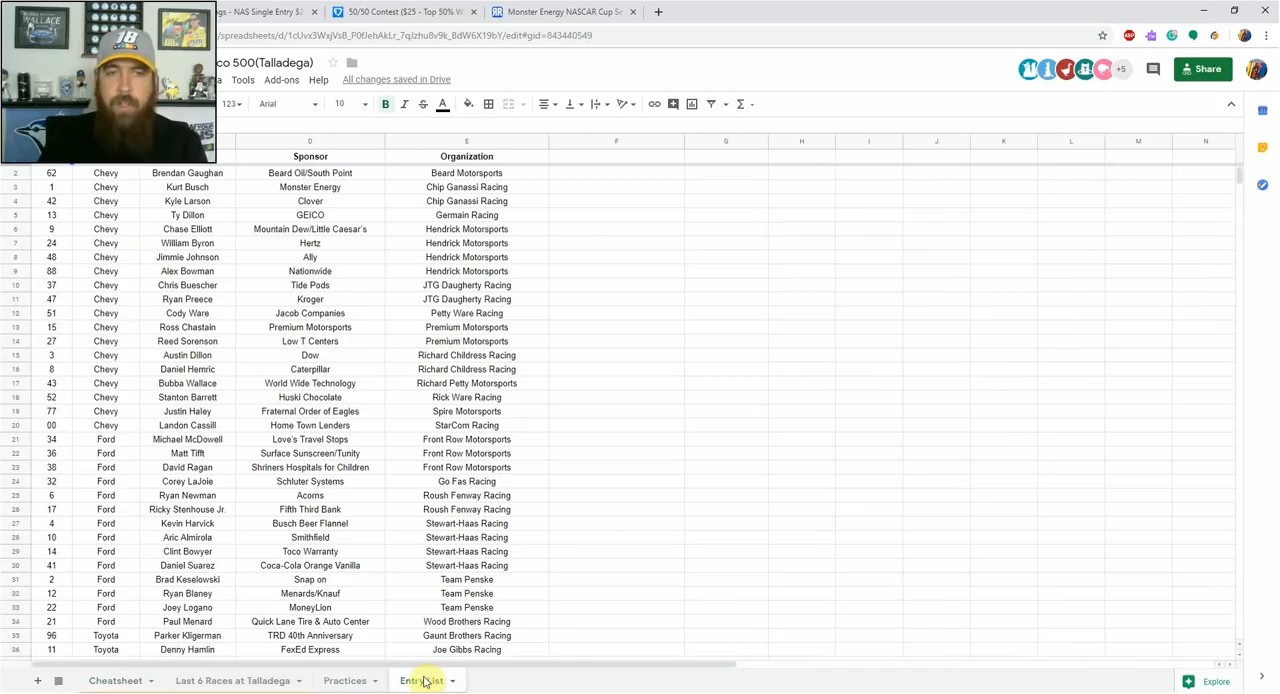 gs - NAS Single Entry $2 × 50/50 Contest ($25 - Top 50% W × Monster Energy NASCAR Cup Se × +
/spreadsheets/d/1cUvx3WxjVsB_P0fJehAkLr_7qJzhu8v9k_BdW6X19bY/edit#gid=843440549
co 500(Talladega)
Tools Add-ons Help All changes saved in Drive
+5 Share
123 Arial 10 B I S A
D E F G H I J K L M N
Sponsor Organization
2 62 Chevy Brendan Gaughan Beard Oil/South Point Beard Motorsports
3 1 Chevy Kurt Busch Monster Energy Chip Ganassi Racing
4 42 Chevy Kyle Larson Clover Chip Ganassi Racing
5 13 Chevy Ty Dillon GEICO Germain Racing
6 9 Chevy Chase Elliott Mountain Dew/Little Caesar's Hendrick Motorsports
7 24 Chevy William Byron Hertz Hendrick Motorsports
8 48 Chevy Jimmie Johnson Ally Hendrick Motorsports
9 88 Chevy Alex Bowman Nationwide Hendrick Motorsports
10 37 Chevy Chris Buescher Tide Pods JTG Daugherty Racing
11 47 Chevy Ryan Preece Kroger JTG Daugherty Racing
12 51 Chevy Cody Ware Jacob Companies Petty Ware Racing
13 15 Chevy Ross Chastain Premium Motorsports Premium Motorsports
14 27 Chevy Reed Sorenson Low T Centers Premium Motorsports
15 3 Chevy Austin Dillon Dow Richard Childress Racing
16 8 Chevy Daniel Hemric Caterpillar Richard Childress Racing
17 43 Chevy Bubba Wallace World Wide Technology Richard Petty Motorsports
18 52 Chevy Stanton Barrett Huski Chocolate Rick Ware Racing
19 77 Chevy Justin Haley Fraternal Order of Eagles Spire Motorsports
20 00 Chevy Landon Cassill Home Town Lenders StarCom Racing
21 34 Ford Michael McDowell Love's Travel Stops Front Row Motorsports
22 36 Ford Matt Tifft Surface Sunscreen/Tunity Front Row Motorsports
23 38 Ford David Ragan Shriners Hospitals for Children Front Row Motorsports
24 32 Ford Corey LaJoie Schluter Systems Go Fas Racing
25 6 Ford Ryan Newman Acorns Roush Fenway Racing
26 17 Ford Ricky Stenhouse Jr. Fifth Third Bank Roush Fenway Racing
27 4 Ford Kevin Harvick Busch Beer Flannel Stewart-Haas Racing
28 10 Ford Aric Almirola Smithfield Stewart-Haas Racing
29 14 Ford Clint Bowyer Toco Warranty Stewart-Haas Racing
30 41 Ford Daniel Suarez Coca-Cola Orange Vanilla Stewart-Haas Racing
31 2 Ford Brad Keselowski Snap on Team Penske
32 12 Ford Ryan Blaney Menards/Knauf Team Penske
33 22 Ford Joey Logano MoneyLion Team Penske
34 21 Ford Paul Menard Quick Lane Tire & Auto Center Wood Brothers Racing
35 96 Toyota Parker Kligerman TRD 40th Anniversary Gaunt Brothers Racing
36 11 Toyota Denny Hamlin FexEd Express Joe Gibbs Racing
+ Cheatsheet Last 6 Races at Talladega Practices Entry List Explore
WALLACE
18